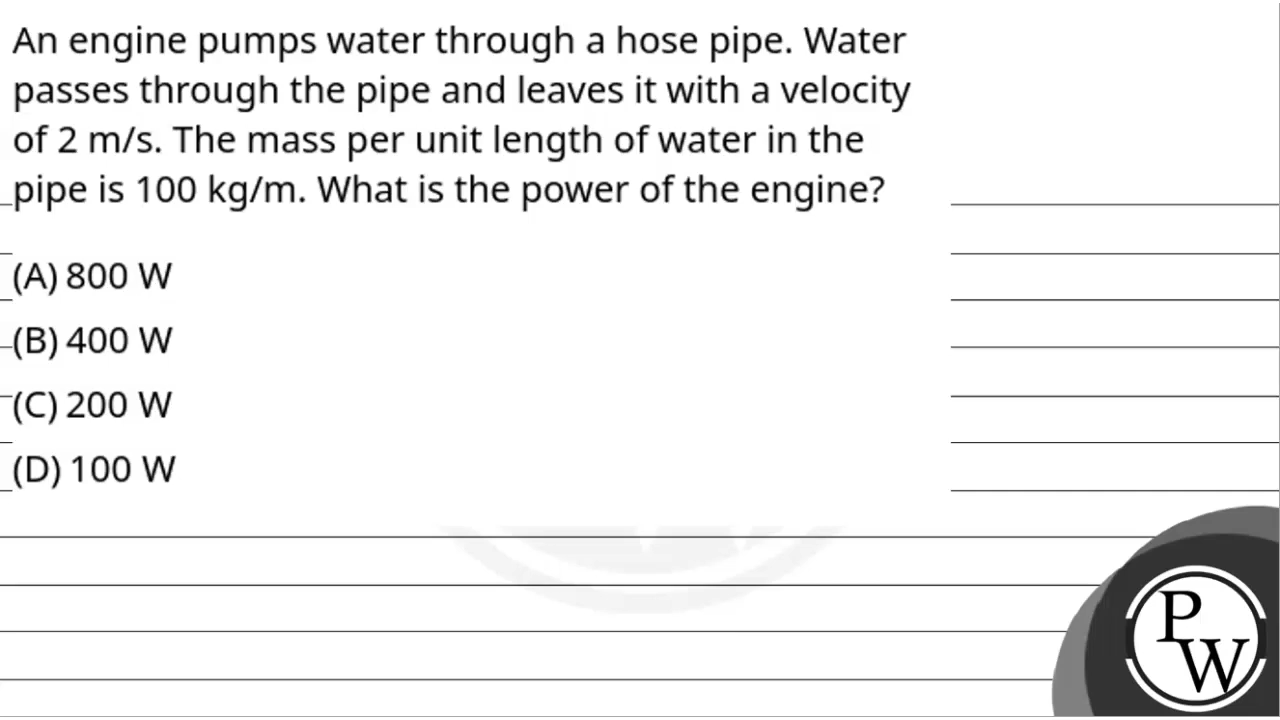 An engine pumps water through a hose pipe. Water
passes through the pipe and leaves it with a velocity
of 2 m/s. The mass per unit length of water in the
pipe is 100 kg/m. What is the power of the engine?
(A) 800 W
(B) 400 W
(C) 200 W
(D) 100 W
P
W